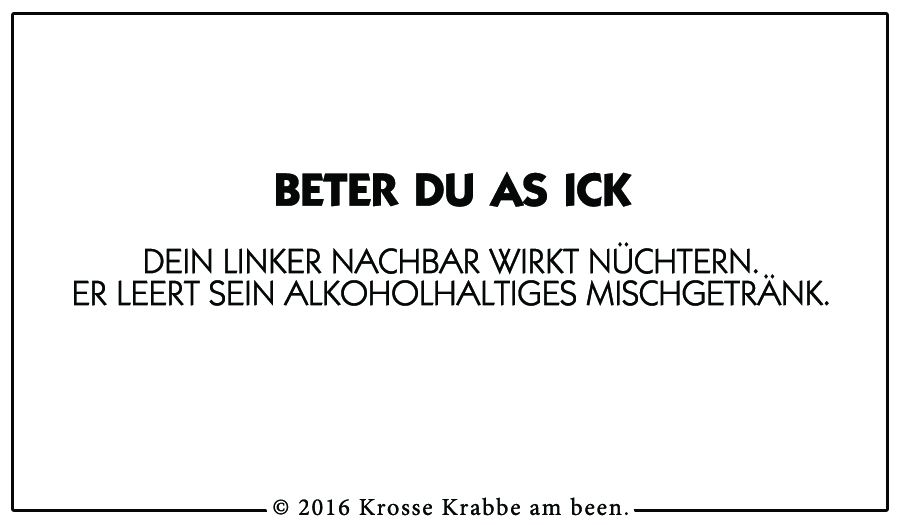 BETER DU AS ICK
DEIN LINKER NACHBAR WIRKT NÜCHTERN.
ER LEERT SEIN ALKOHOLHALTIGES MISCHGETRÄNK.
© 2016 Krosse Krabbe am been.